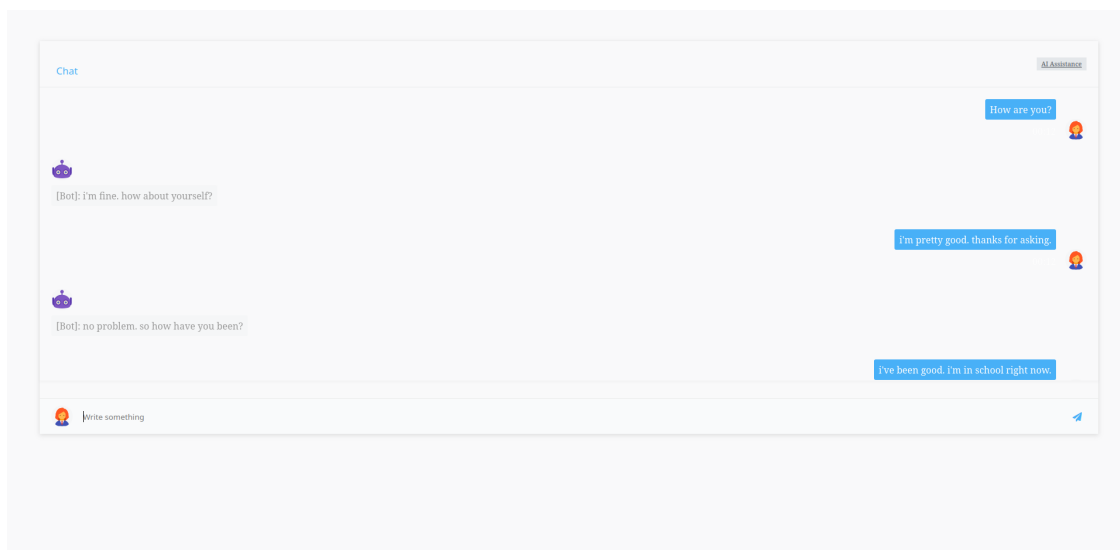 Chat
AI Assistance
How are you?
[Bot]: i'm fine. how about yourself?
i'm pretty good. thanks for asking.
[Bot]: no problem. so how have you been?
i've been good. i'm in school right now.
Write something